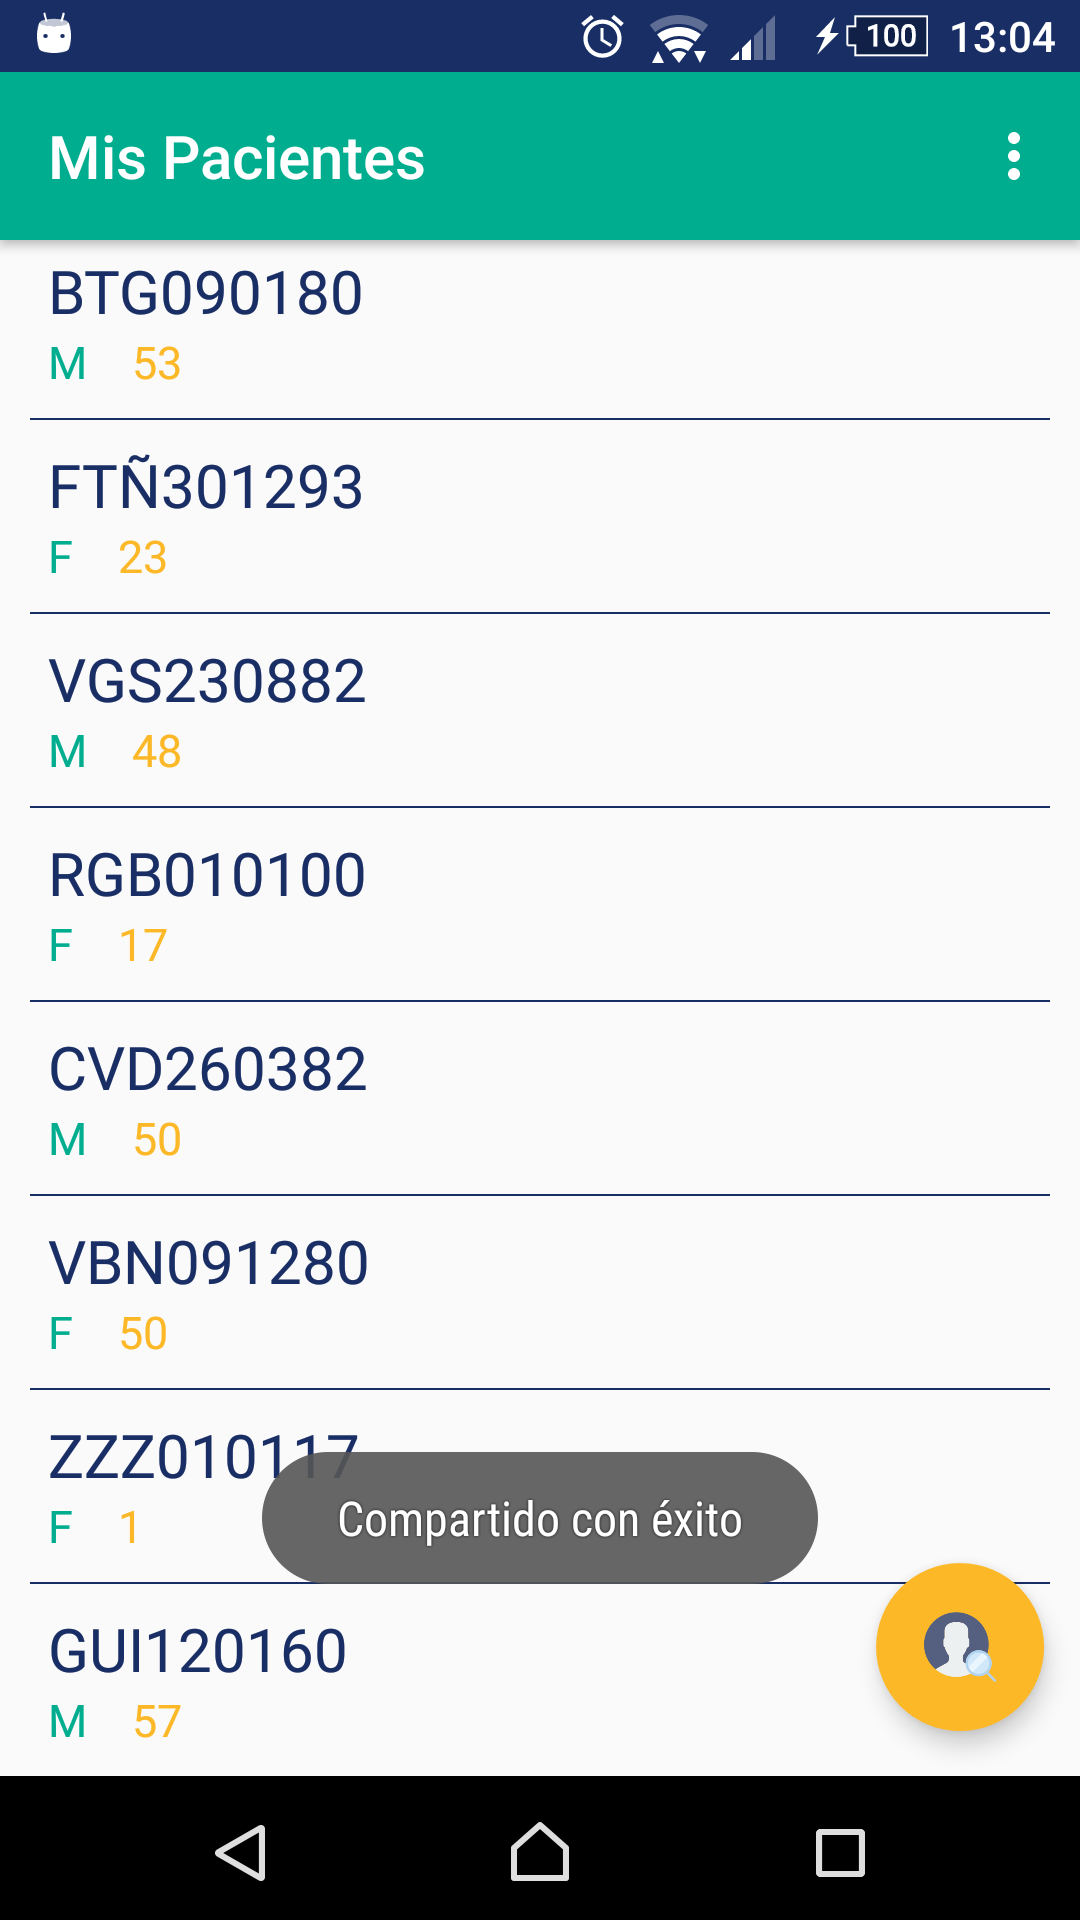 100 13:04
Mis Pacientes
BTG090180
M 53
FTÑ301293
F 23
VGS230882
M 48
RGB010100
F 17
CVD260382
M 50
VBN091280
F 50
ZZZ010117
F 1
Compartido con éxito
GUI120160
M 57